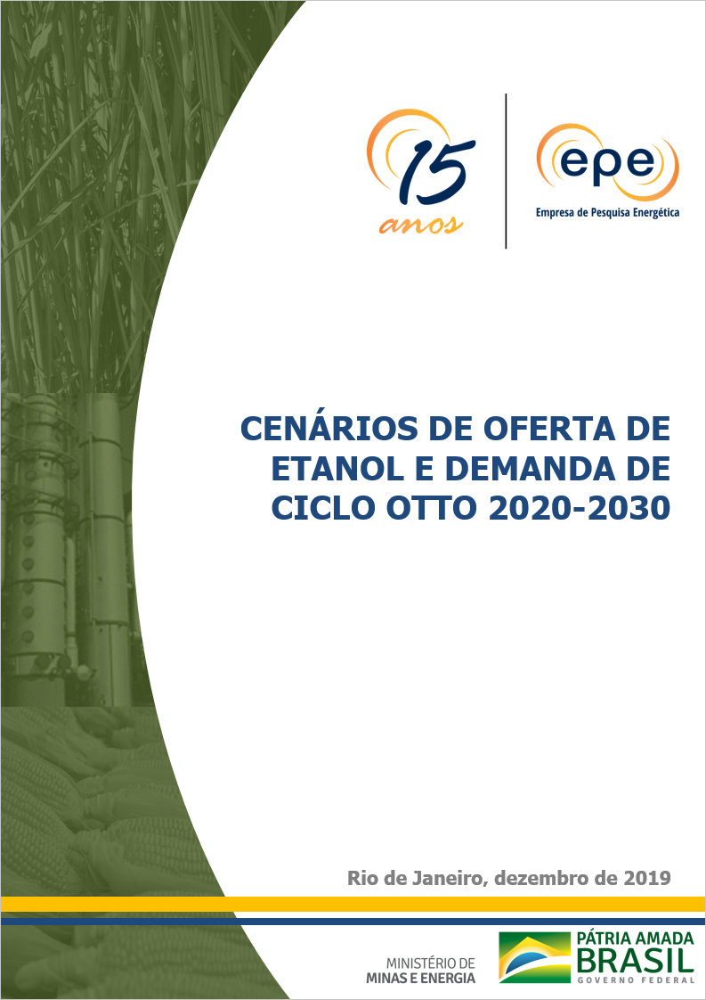 15
anos
epe
Empresa de Pesquisa Energética
CENÁRIOS DE OFERTA DE
ETANOL E DEMANDA DE
CICLO OTTO 2020-2030
Rio de Janeiro, dezembro de 2019
MINISTÉRIO DE
MINAS E ENERGIA
PÁTRIA AMADA
BRASIL
GOVERNO FEDERAL